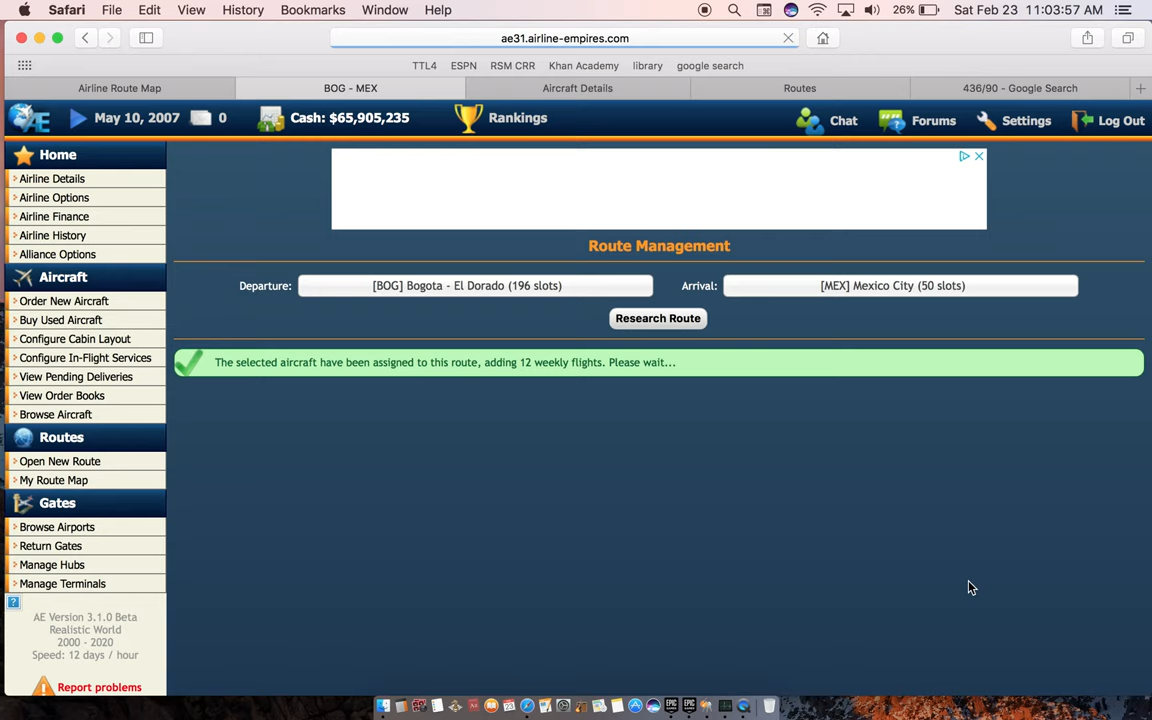 Safari File Edit View History Bookmarks Window Help 26% Sat Feb 23 11:03:57 AM
ae31.airline-empires.com
TTL4 ESPN RSM CRR Khan Academy library google search
Airline Route Map BOG - MEX Aircraft Details Routes 436/90 - Google Search
AE May 10, 2007 0 Cash: $65,905,235 Rankings Chat Forums Settings Log Out
Home
Airline Details
Airline Options
Airline Finance
Airline History
Alliance Options
Aircraft
Order New Aircraft
Buy Used Aircraft
Configure Cabin Layout
Configure In-Flight Services
View Pending Deliveries
View Order Books
Browse Aircraft
Routes
Open New Route
My Route Map
Gates
Browse Airports
Return Gates
Manage Hubs
Manage Terminals
?
AE Version 3.1.0 Beta
Realistic World
2000 - 2020
Speed: 12 days / hour
Report problems
Route Management
Departure: [BOG] Bogota - El Dorado (196 slots) Arrival: [MEX] Mexico City (50 slots)
Research Route
The selected aircraft have been assigned to this route, adding 12 weekly flights. Please wait...